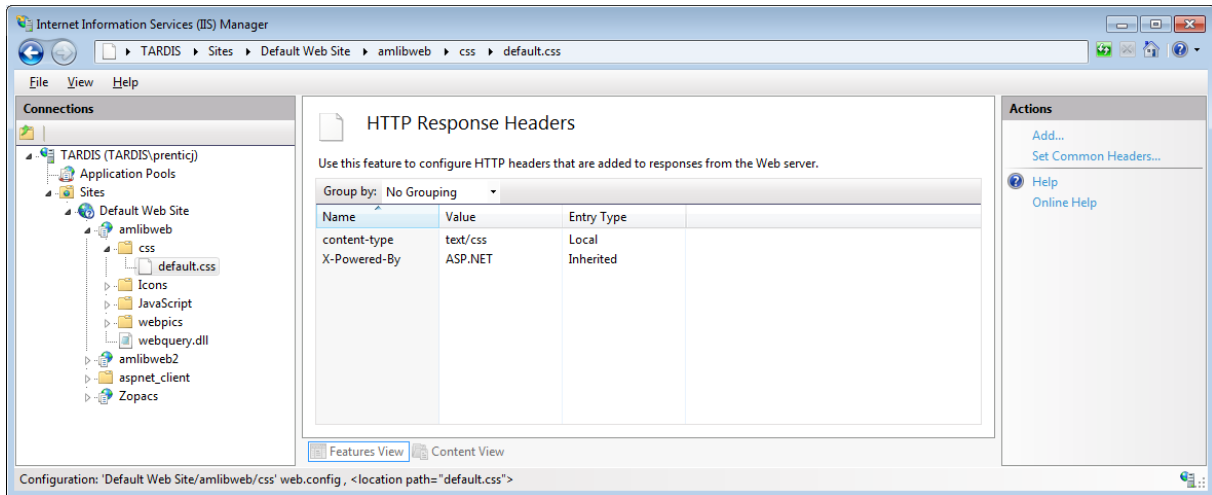 Internet Information Services (IIS) Manager
TARDIS Sites Default Web Site amlibweb css default.css
File View Help
Connections
TARDIS (TARDIS\prenticj)
Application Pools
Sites
Default Web Site
amlibweb
css
default.css
Icons
JavaScript
webpics
webquery.dll
amlibweb2
aspnet_client
Zopacs
HTTP Response Headers
Use this feature to configure HTTP headers that are added to responses from the Web server.
Group by: No Grouping
Name Value Entry Type
content-type text/css Local
X-Powered-By ASP.NET Inherited
Features View Content View
Actions
Add...
Set Common Headers...
Help
Online Help
Configuration: 'Default Web Site/amlibweb/css' web.config , <location path="default.css">